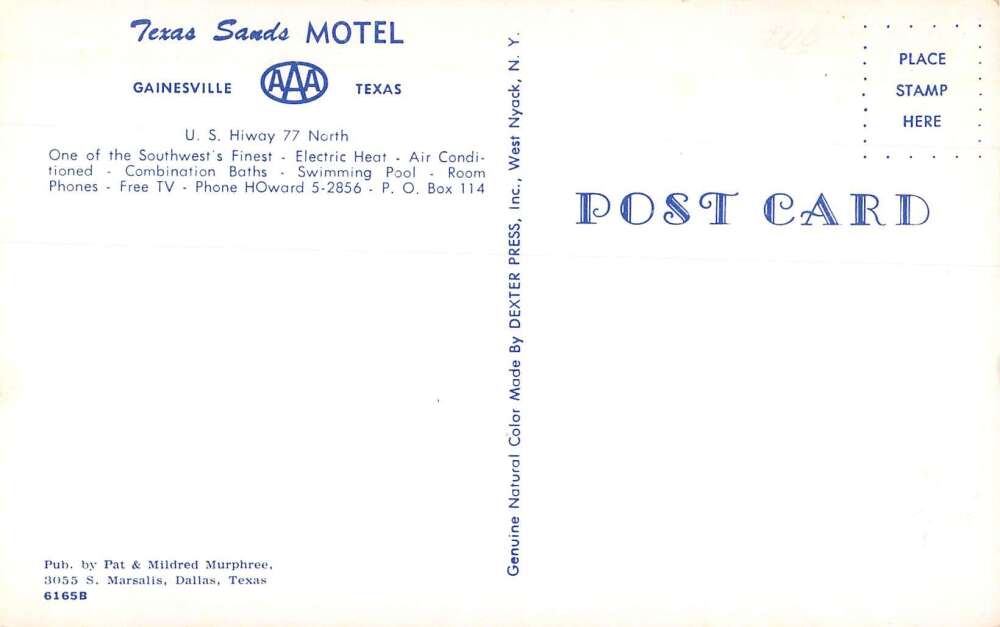 Texas Sands MOTEL
GAINESVILLE AAA TEXAS
U. S. Hiway 77 North
One of the Southwest's Finest - Electric Heat - Air Condi-
tioned - Combination Baths - Swimming Pool - Room
Phones - Free TV - Phone HOward 5-2856 - P. O. Box 114
Pub. by Pat & Mildred Murphree,
3055 S. Marsalis, Dallas, Texas
6165B
Genuine Natural Color Made By DEXTER PRESS, Inc., West Nyack, N. Y.
PLACE
STAMP
HERE
POST CARD